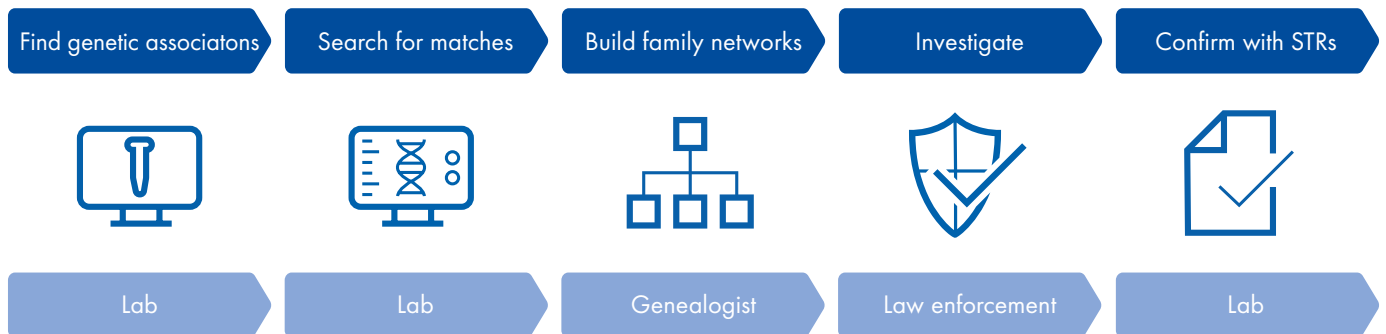 Find genetic associatons
Search for matches
Build family networks
Investigate
Confirm with STRs
Lab
Lab
Genealogist
Law enforcement
Lab